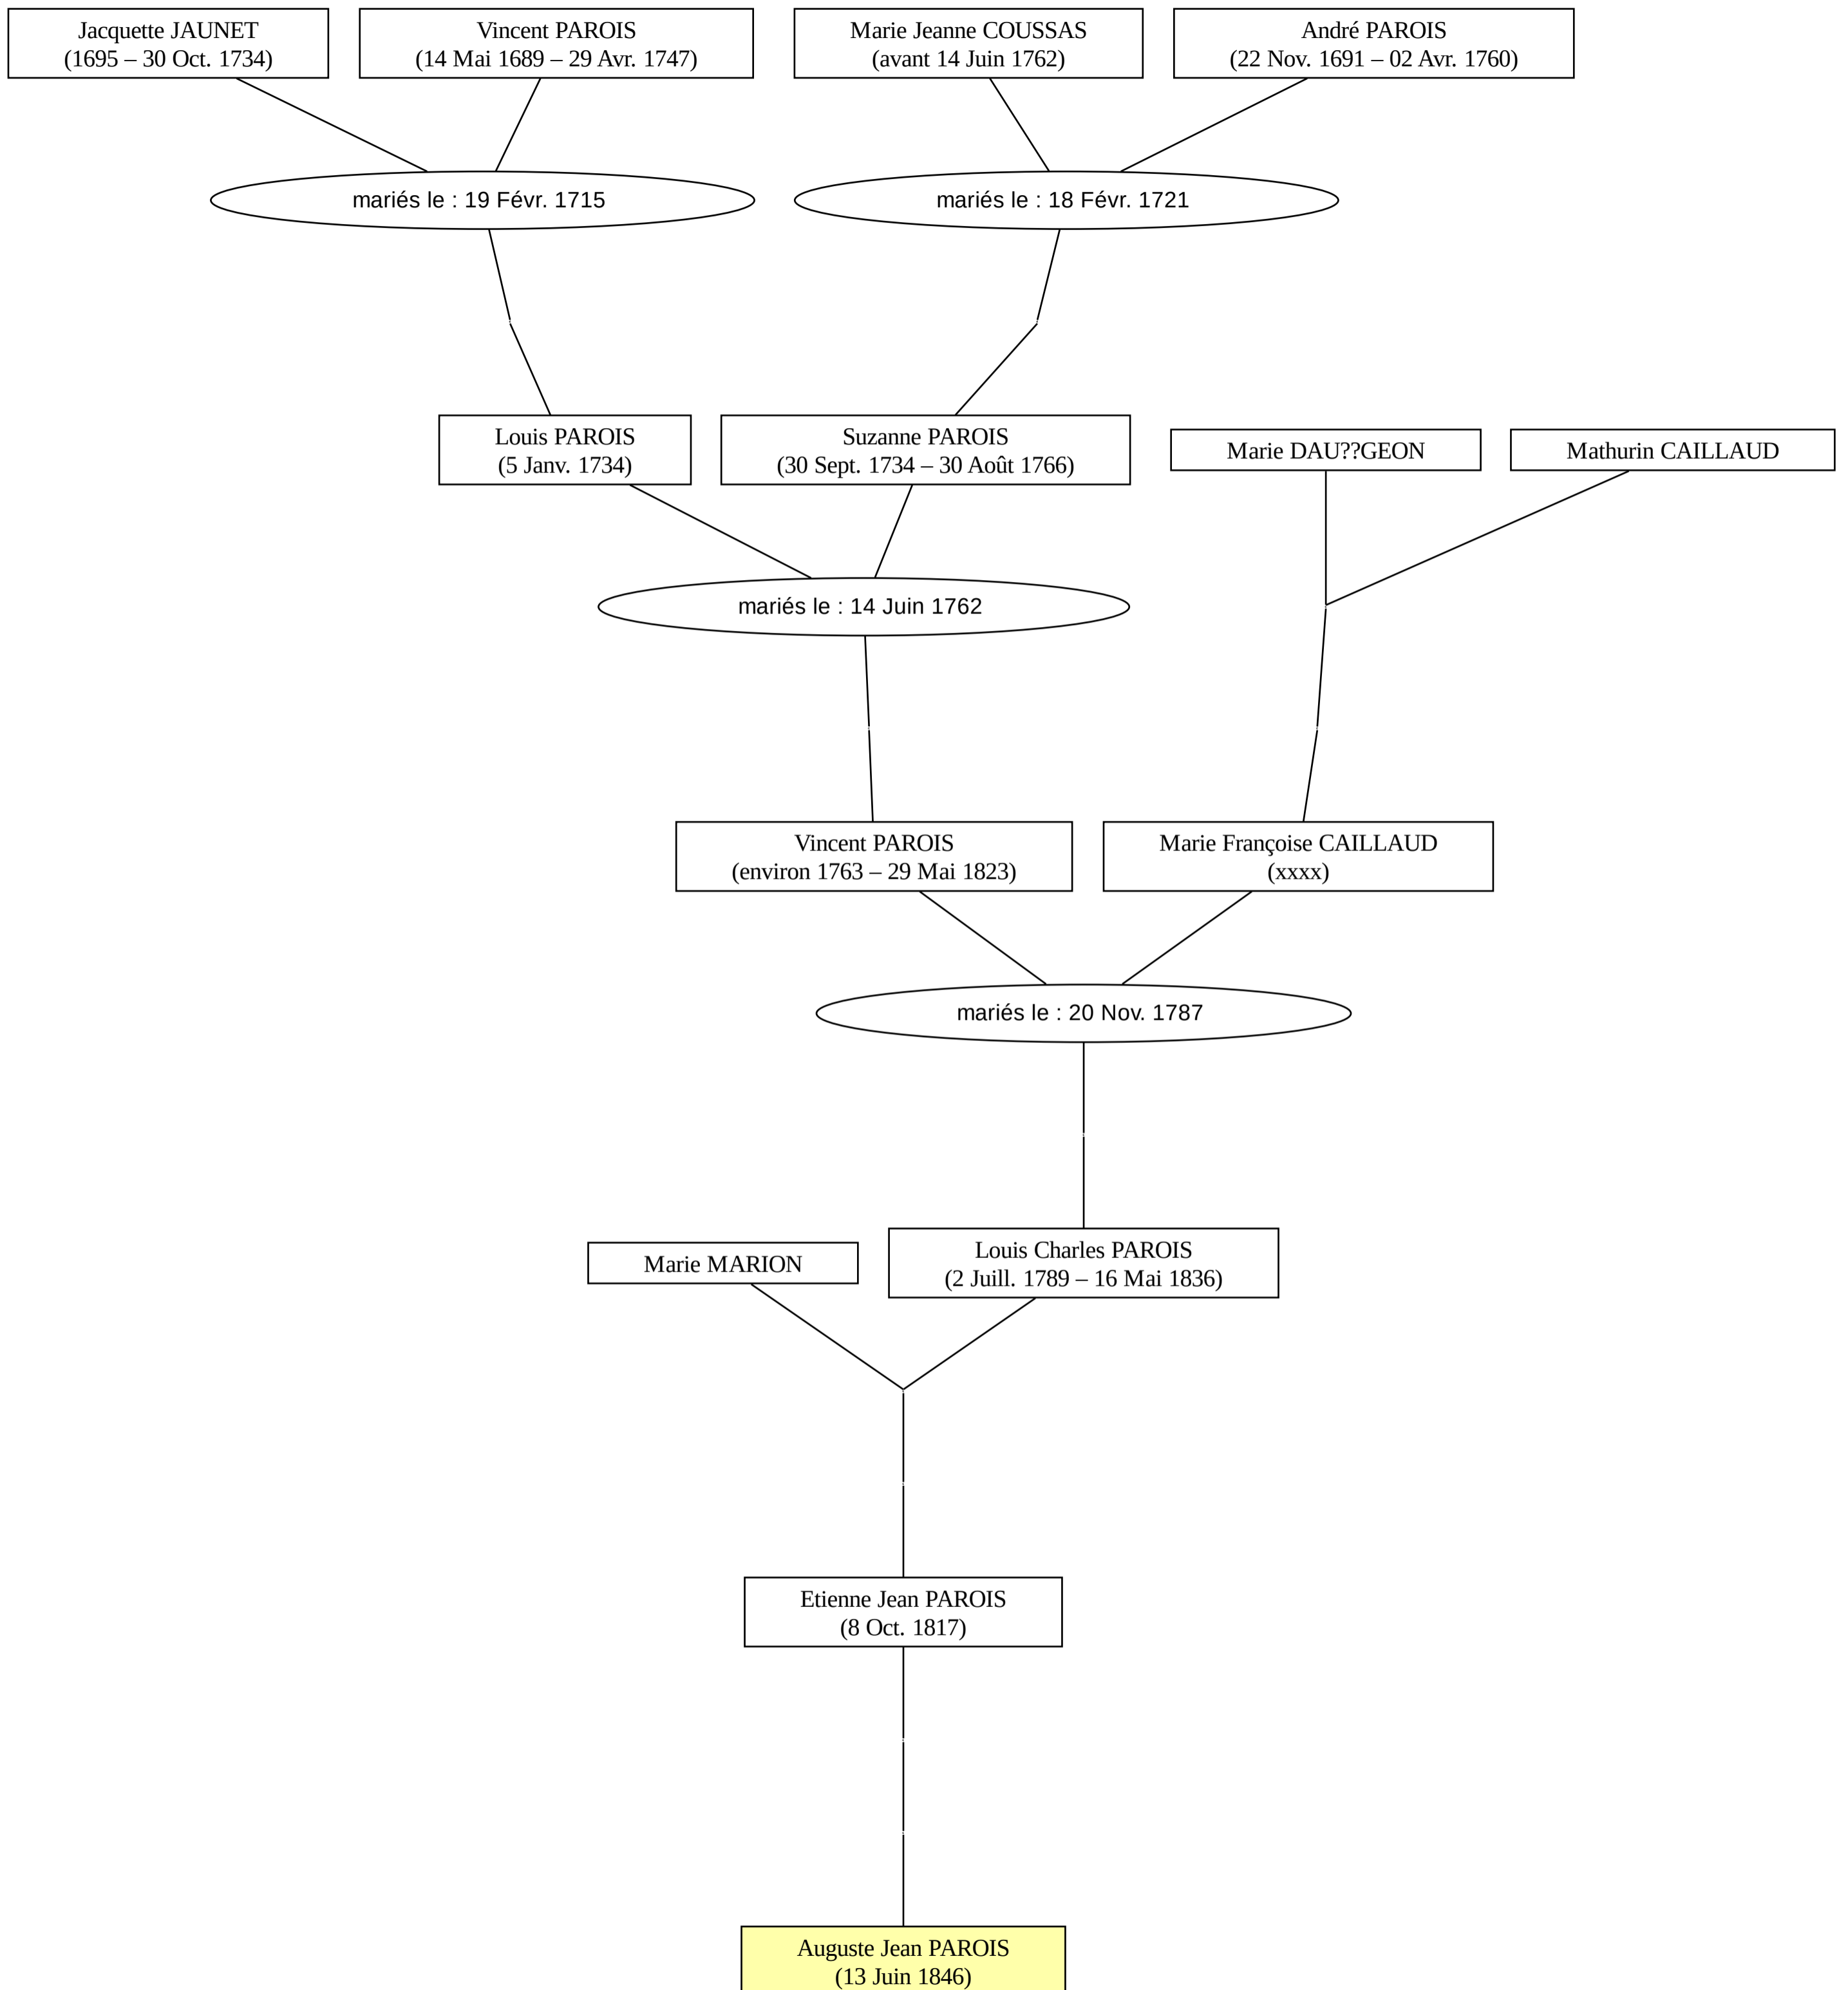 Jacquette JAUNET
(1695 – 30 Oct. 1734)
Vincent PAROIS
(14 Mai 1689 – 29 Avr. 1747)
Marie Jeanne COUSSAS
(avant 14 Juin 1762)
André PAROIS
(22 Nov. 1691 – 02 Avr. 1760)
mariés le : 19 Févr. 1715
mariés le : 18 Févr. 1721
Louis PAROIS
(5 Janv. 1734)
Suzanne PAROIS
(30 Sept. 1734 – 30 Août 1766)
Marie DAU??GEON
Mathurin CAILLAUD
mariés le : 14 Juin 1762
Vincent PAROIS
(environ 1763 – 29 Mai 1823)
Marie Françoise CAILLAUD
(xxxx)
mariés le : 20 Nov. 1787
Marie MARION
Louis Charles PAROIS
(2 Juill. 1789 – 16 Mai 1836)
Etienne Jean PAROIS
(8 Oct. 1817)
Auguste Jean PAROIS
(13 Juin 1846)